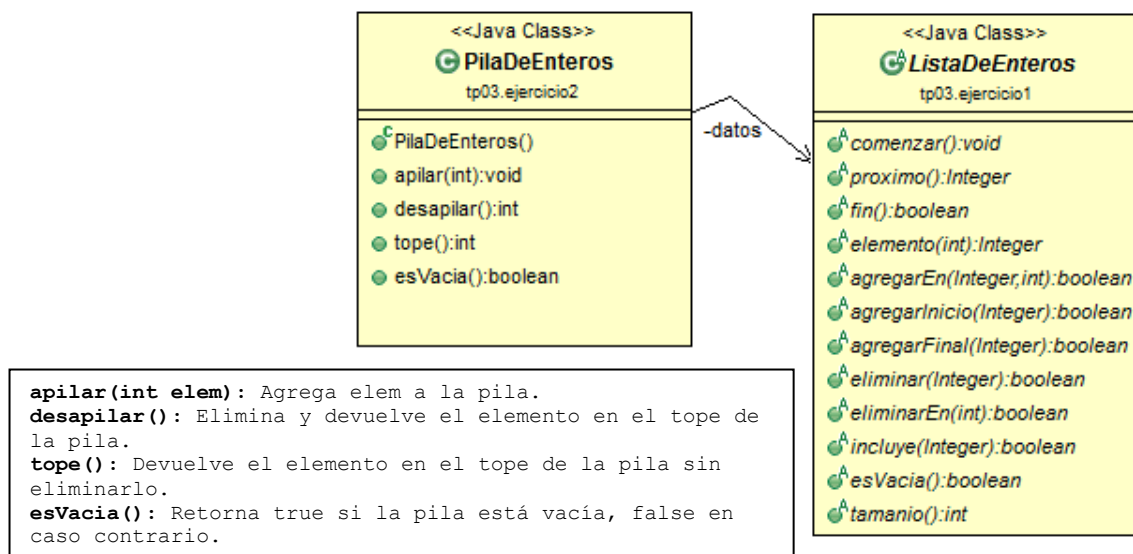 <<Java Class>>
PilaDeEnteros
tp03.ejercicio2
PilaDeEnteros()
apilar(int):void
desapilar():int
tope():int
esVacia():boolean
-datos
<<Java Class>>
ListaDeEnteros
tp03.ejercicio1
comenzar():void
proximo():Integer
fin():boolean
elemento(int):Integer
agregarEn(Integer,int):boolean
agregarInicio(Integer):boolean
agregarFinal(Integer):boolean
eliminar(Integer):boolean
eliminarEn(int):boolean
incluye(Integer):boolean
esVacia():boolean
tamanio():int
apilar(int elem): Agrega elem a la pila.
desapilar(): Elimina y devuelve el elemento en el tope de
la pila.
tope(): Devuelve el elemento en el tope de la pila sin
eliminarlo.
esVacia(): Retorna true si la pila está vacía, false en
caso contrario.